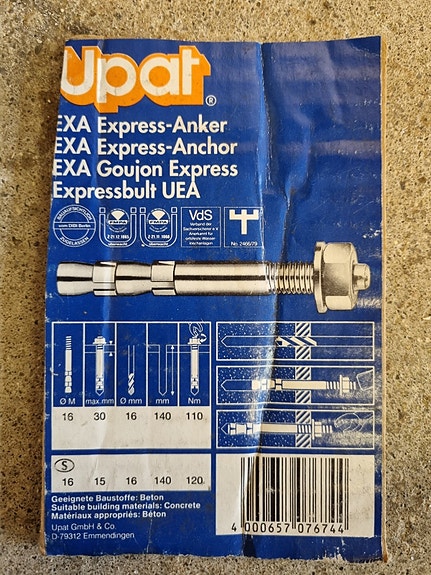 Upat®
EXA Express-Anker
EXA Express-Anchor
EXA Goujon Express
Expressbult UEA
VdS
No. 2466/79
Ø M max.mm Ø mm mm Nm
16 30 16 140 110
S
16 15 16 140 120
Geeignete Baustoffe: Beton
Suitable building materials: Concrete
Matériaux appropriés: Béton
Upat GmbH & Co.
D-79312 Emmendingen
4 000657 076744